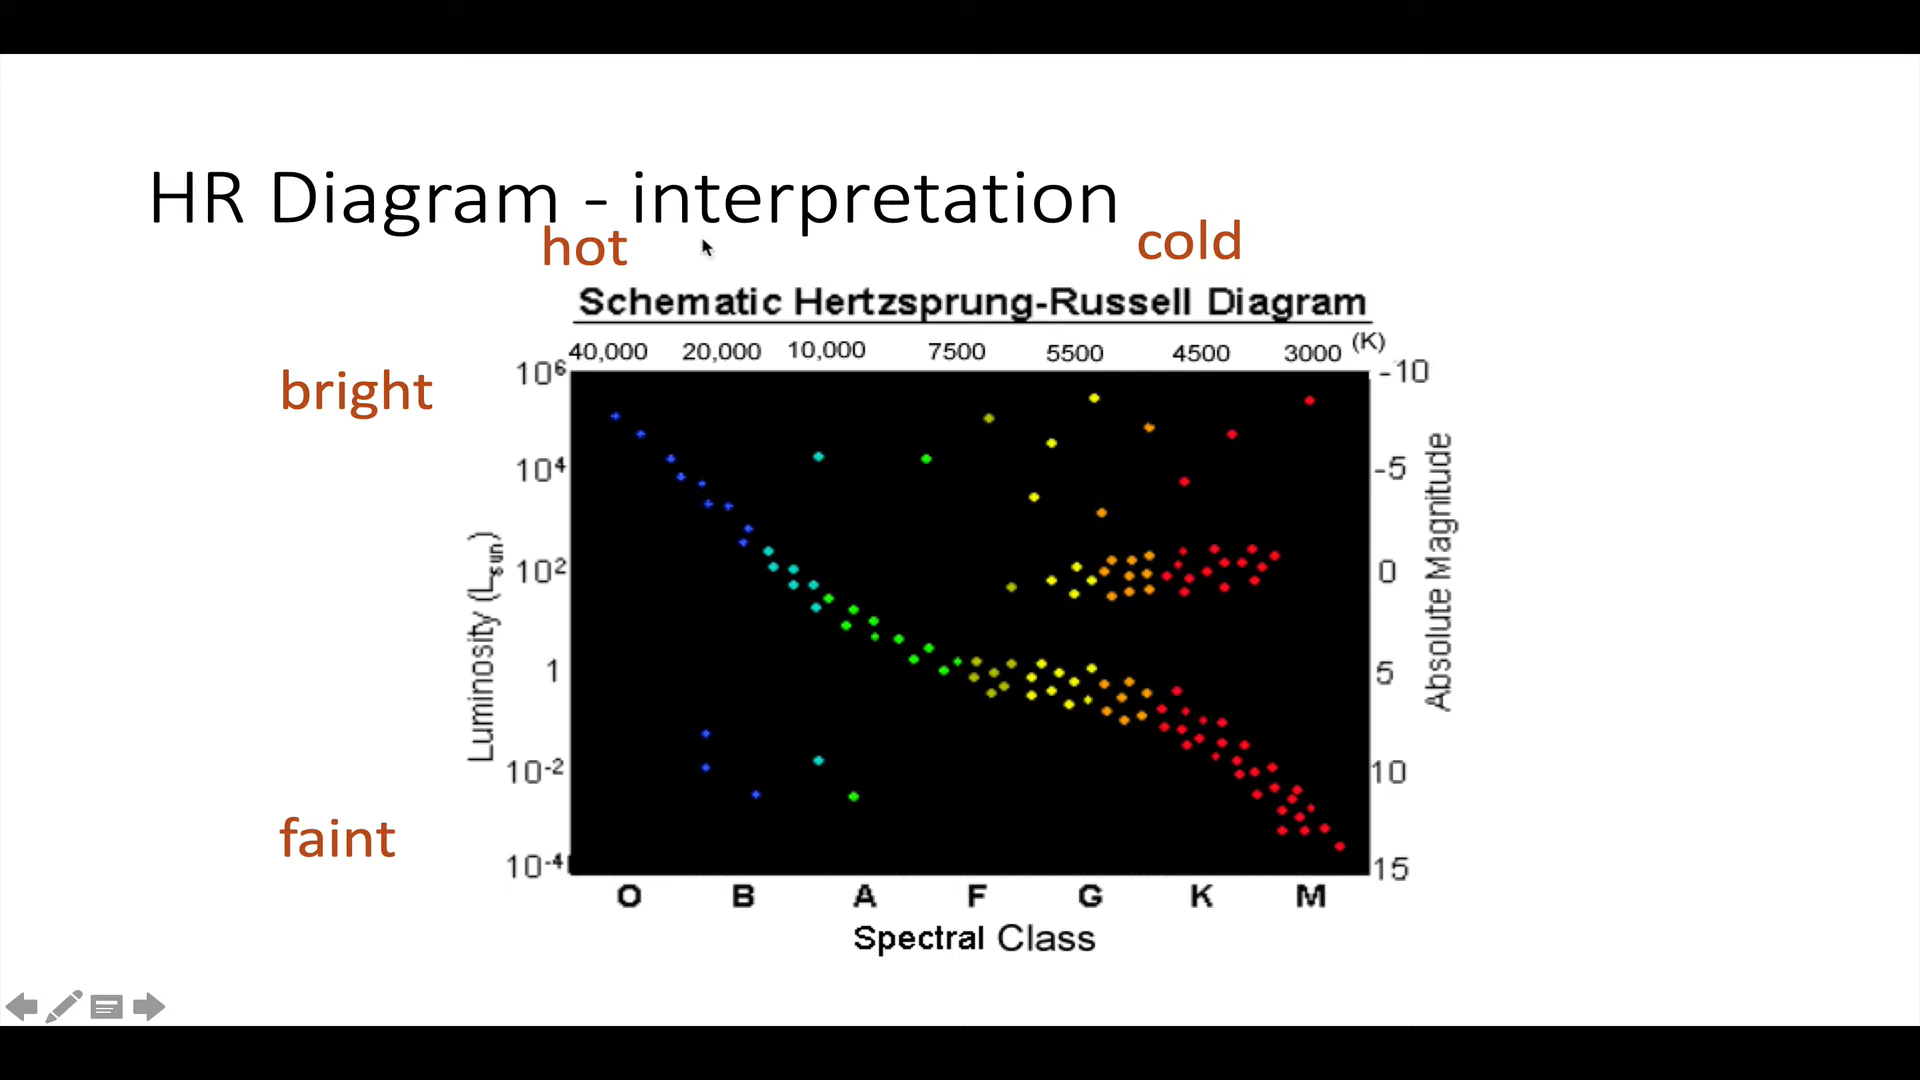 HR Diagram - interpretation
hot
cold
Schematic Hertzsprung-Russell Diagram
40,000 20,000 10,000 7500 5500 4500 3000 (K)
bright
10⁶ -10
10⁴ -5
10² 0
1 5
10⁻² 10
10⁻⁴ 15
Luminosity (Lsun)
Absolute Magnitude
faint
O B A F G K M
Spectral Class